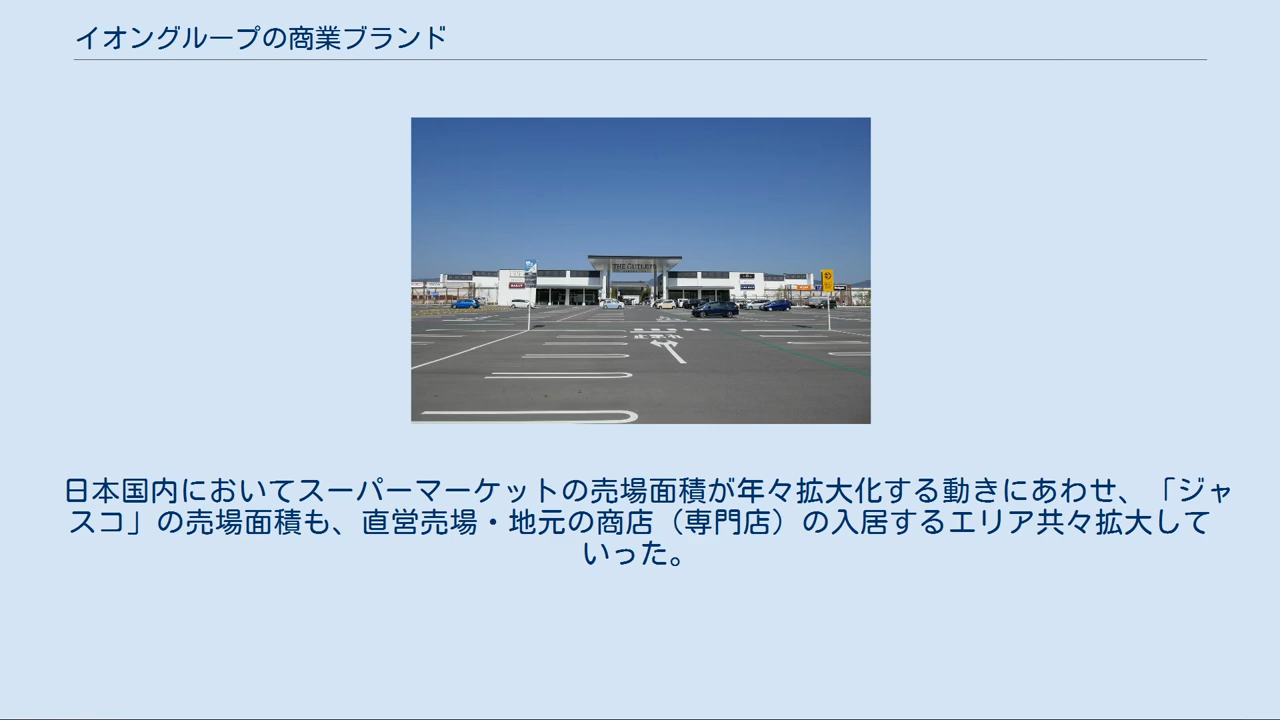 イオングループの商業ブランド
THE OUTLETS
日本国内においてスーパーマーケットの売場面積が年々拡大化する動きにあわせ、「ジャ
スコ」の売場面積も、直営売場・地元の商店（専門店）の入居するエリア共々拡大して
いった。